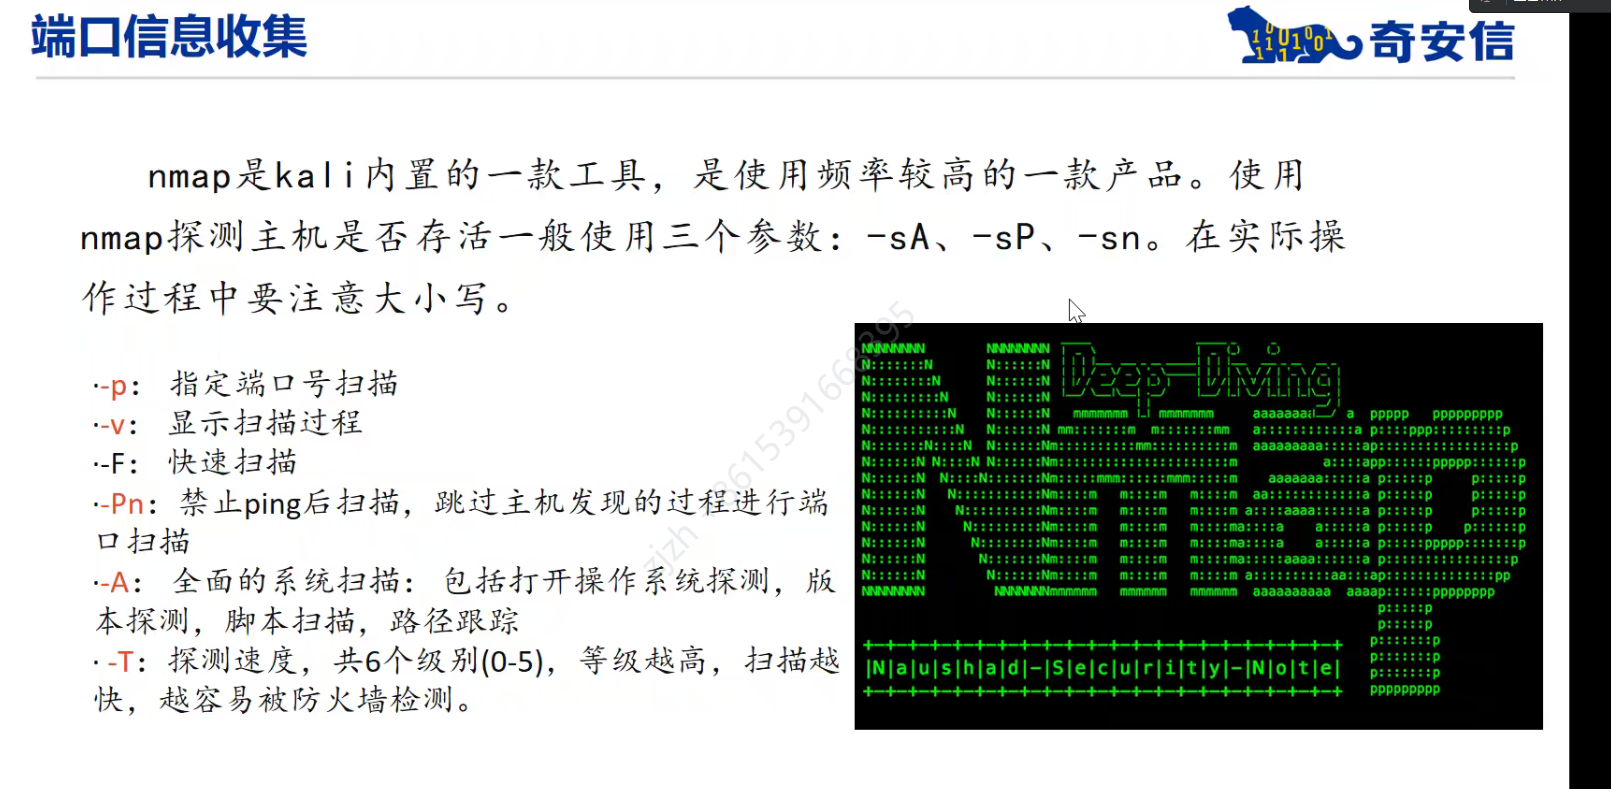 端口信息收集
奇安信
nmap是kali内置的一款工具，是使用频率较高的一款产品。使用
nmap探测主机是否存活一般使用三个参数：-sA、-sP、-sn。在实际操
作过程中要注意大小写。
·-p： 指定端口号扫描
·-v： 显示扫描过程
·-F： 快速扫描
·-Pn：禁止ping后扫描，跳过主机发现的过程进行端
口扫描
·-A： 全面的系统扫描：包括打开操作系统探测，版
本探测，脚本扫描，路径跟踪
· -T：探测速度，共6个级别(0-5)，等级越高，扫描越
快，越容易被防火墙检测。
Deep-Diving
Nmap
|N|a|u|s|h|a|d|-|S|e|c|u|r|i|t|y|-|N|o|t|e|